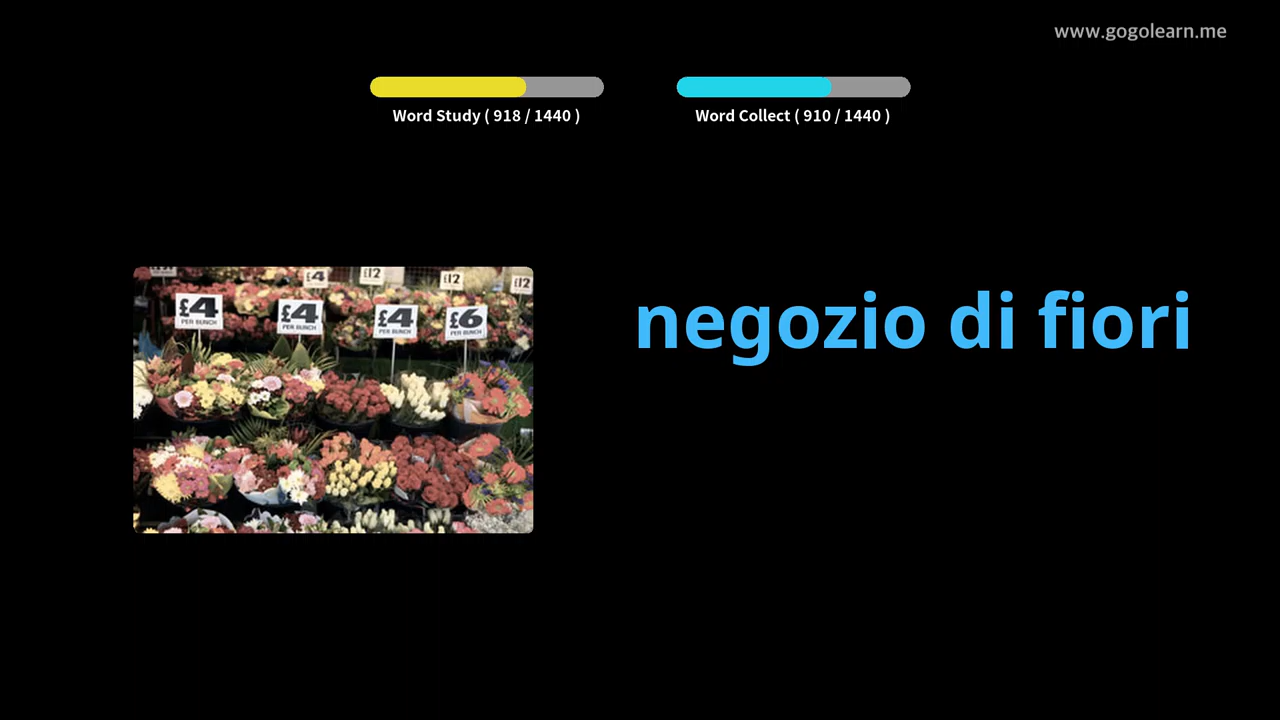 www.gogolearn.me
Word Study ( 918 / 1440 )
Word Collect ( 910 / 1440 )
negozio di fiori
£4
£12
£12
£12
£4
PER BUNCH
£4
PER BUNCH
£4
PER BUNCH
£6
PER BUNCH